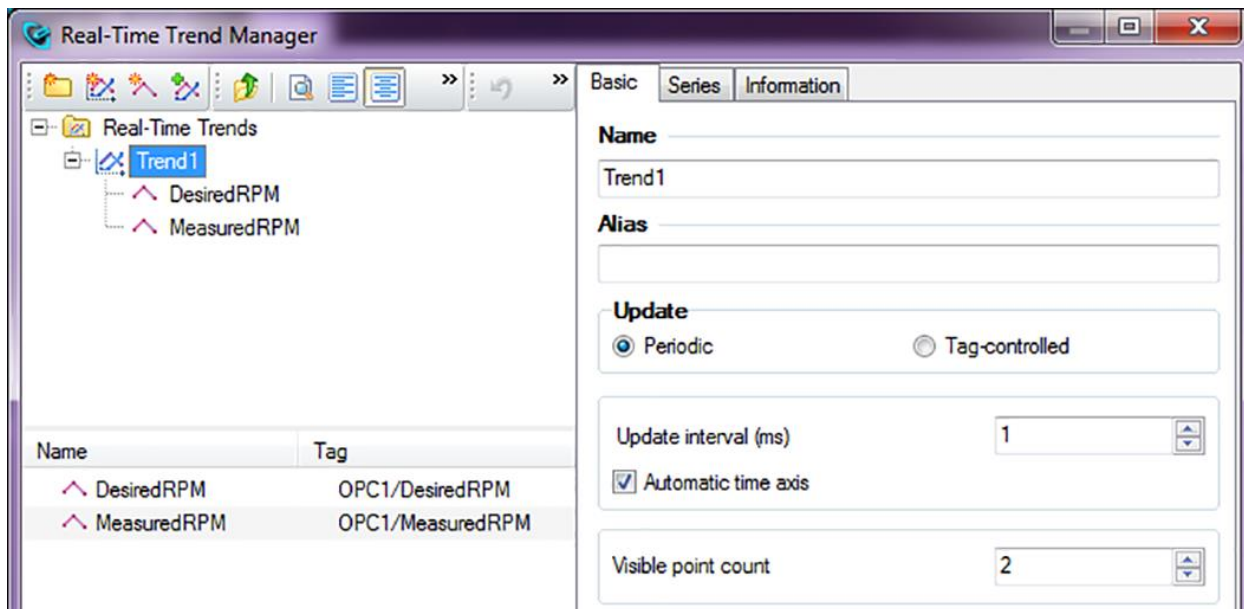 Real-Time Trend Manager
Basic Series Information
Real-Time Trends
Trend1
DesiredRPM
MeasuredRPM
Name Tag
DesiredRPM OPC1/DesiredRPM
MeasuredRPM OPC1/MeasuredRPM
Name
Trend1
Alias
Update
Periodic Tag-controlled
Update interval (ms) 1
Automatic time axis
Visible point count 2